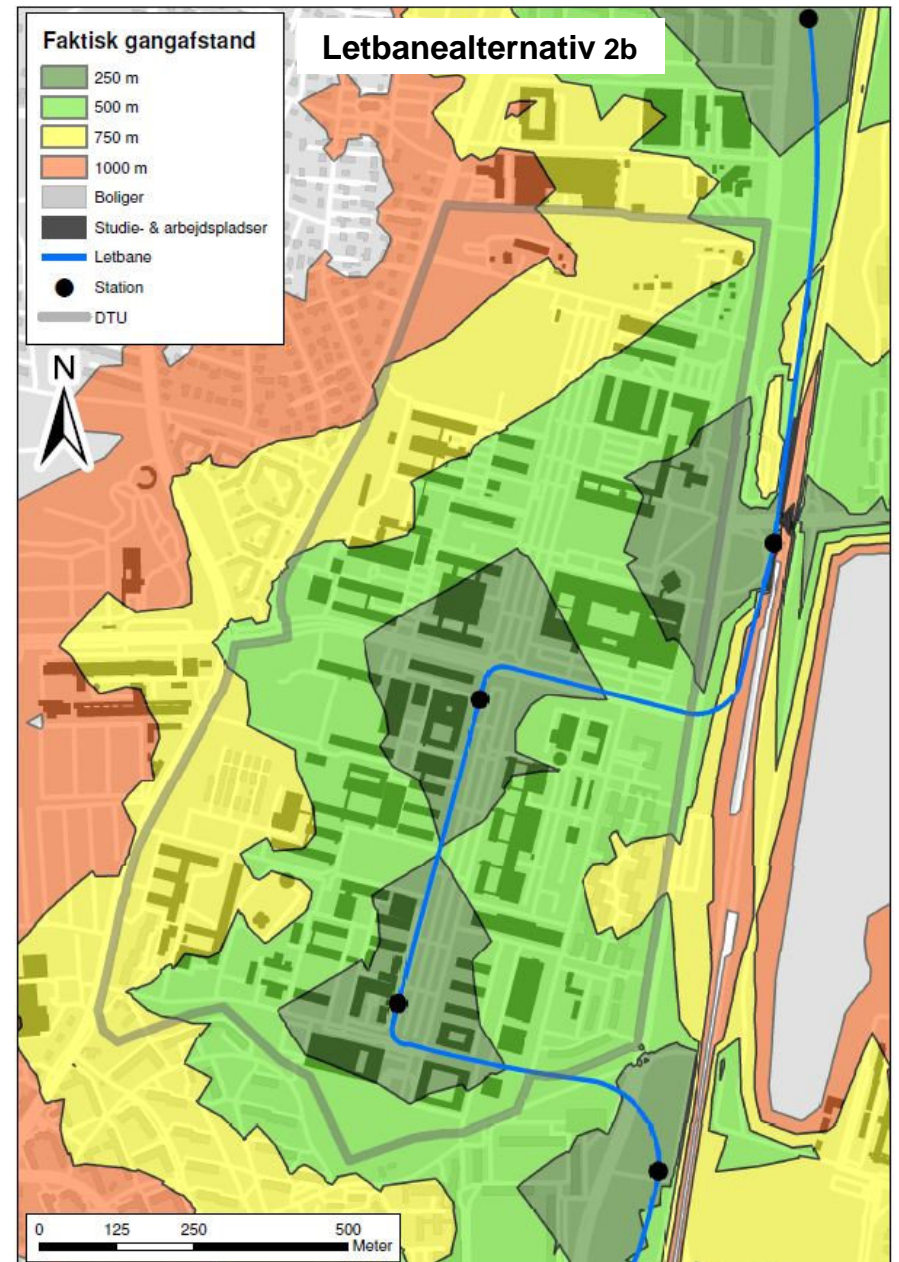 Letbanealternativ 2b
Faktisk gangafstand
250 m
500 m
750 m
1000 m
Boliger
Studie- & arbejdspladser
Letbane
Station
DTU
N
0 125 250 500
Meter